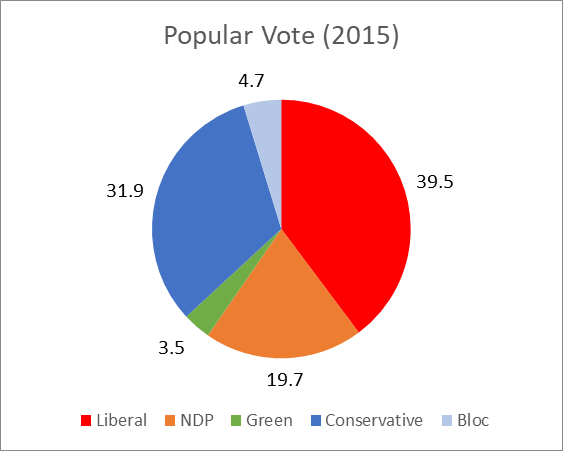 Popular Vote (2015)
4.7
39.5
31.9
3.5
19.7
Liberal NDP Green Conservative Bloc